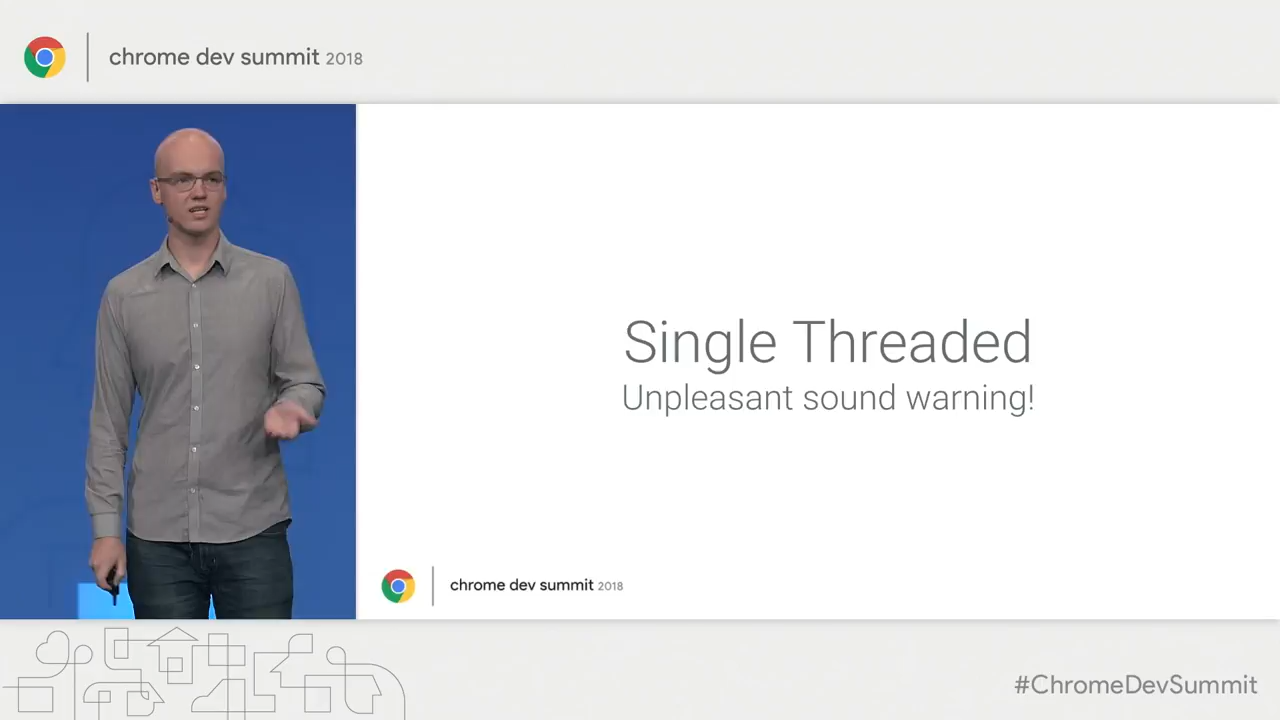 chrome dev summit 2018
Single Threaded
Unpleasant sound warning!
chrome dev summit 2018
#ChromeDevSummit